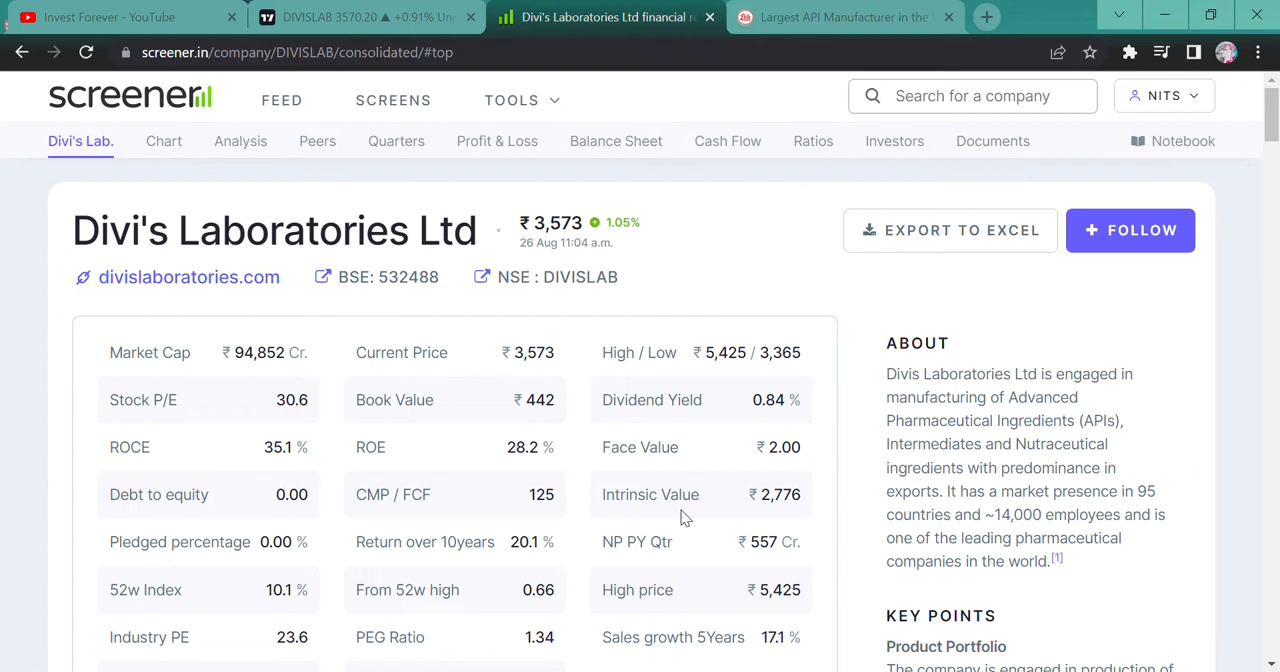 Invest Forever - YouTube
DIVISLAB 3570.20 ▲ +0.91% Un
Divi's Laboratories Ltd financial r
Largest API Manufacturer in the
screener.in/company/DIVISLAB/consolidated/#top
screener
FEED
SCREENS
TOOLS
Search for a company
NITS
Divi's Lab.
Chart
Analysis
Peers
Quarters
Profit & Loss
Balance Sheet
Cash Flow
Ratios
Investors
Documents
Notebook
Divi's Laboratories Ltd
₹ 3,573 1.05%
26 Aug 11:04 a.m.
EXPORT TO EXCEL
+ FOLLOW
divislaboratories.com
BSE: 532488
NSE : DIVISLAB
Market Cap ₹ 94,852 Cr.
Current Price ₹ 3,573
High / Low ₹ 5,425 / 3,365
Stock P/E 30.6
Book Value ₹ 442
Dividend Yield 0.84 %
ROCE 35.1 %
ROE 28.2 %
Face Value ₹ 2.00
Debt to equity 0.00
CMP / FCF 125
Intrinsic Value ₹ 2,776
Pledged percentage 0.00 %
Return over 10years 20.1 %
NP PY Qtr ₹ 557 Cr.
52w Index 10.1 %
From 52w high 0.66
High price ₹ 5,425
Industry PE 23.6
PEG Ratio 1.34
Sales growth 5Years 17.1 %
ABOUT
Divis Laboratories Ltd is engaged in
manufacturing of Advanced
Pharmaceutical Ingredients (APIs),
Intermediates and Nutraceutical
ingredients with predominance in
exports. It has a market presence in 95
countries and ~14,000 employees and is
one of the leading pharmaceutical
companies in the world.[1]
KEY POINTS
Product Portfolio
The company is engaged in production of